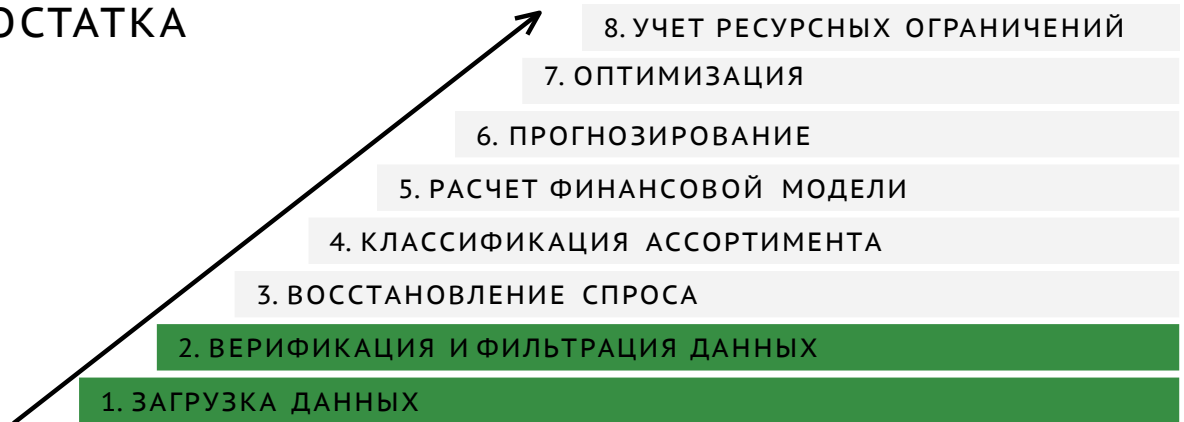 ОСТАТКА
8. УЧЕТ РЕСУРСНЫХ ОГРАНИЧЕНИЙ
7. ОПТИМИЗАЦИЯ
6. ПРОГНОЗИРОВАНИЕ
5. РАСЧЕТ ФИНАНСОВОЙ МОДЕЛИ
4. КЛАССИФИКАЦИЯ АССОРТИМЕНТА
3. ВОССТАНОВЛЕНИЕ СПРОСА
2. ВЕРИФИКАЦИЯ И ФИЛЬТРАЦИЯ ДАННЫХ
1. ЗАГРУЗКА ДАННЫХ